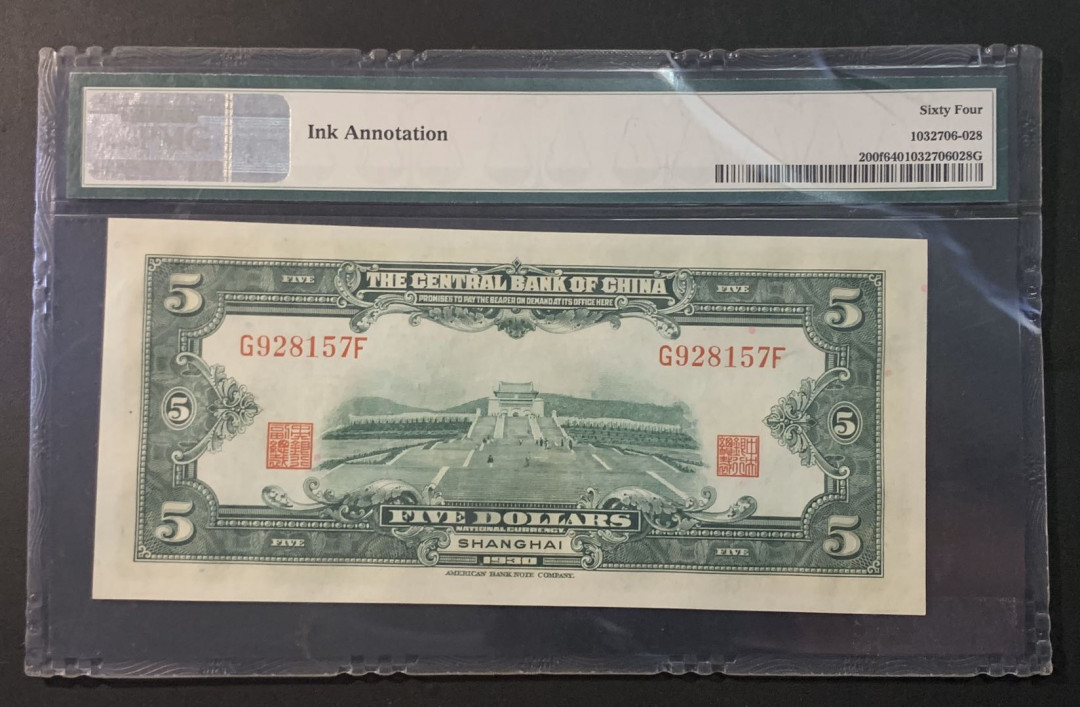 Ink Annotation
Sixty Four
1032706-028
200f6401032706028G
5
FIVE
THE CENTRAL BANK OF CHINA
FIVE
5
PROMISES TO PAY THE BEARER ON DEMAND AT ITS OFFICE HERE
G928157F
G928157F
5
5
5
FIVE DOLLARS
5
NATIONAL CURRENCY
FIVE
SHANGHAI
FIVE
1930
AMERICAN BANK NOTE COMPANY.